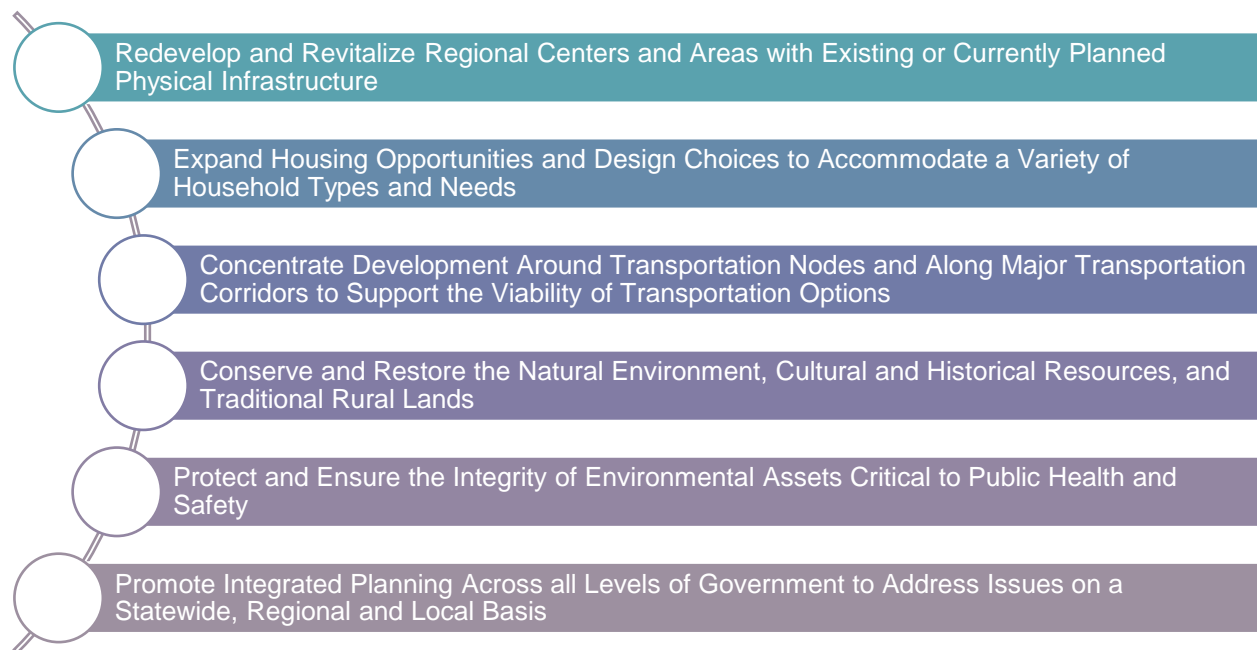 Redevelop and Revitalize Regional Centers and Areas with Existing or Currently Planned
Physical Infrastructure
Expand Housing Opportunities and Design Choices to Accommodate a Variety of
Household Types and Needs
Concentrate Development Around Transportation Nodes and Along Major Transportation
Corridors to Support the Viability of Transportation Options
Conserve and Restore the Natural Environment, Cultural and Historical Resources, and
Traditional Rural Lands
Protect and Ensure the Integrity of Environmental Assets Critical to Public Health and
Safety
Promote Integrated Planning Across all Levels of Government to Address Issues on a
Statewide, Regional and Local Basis